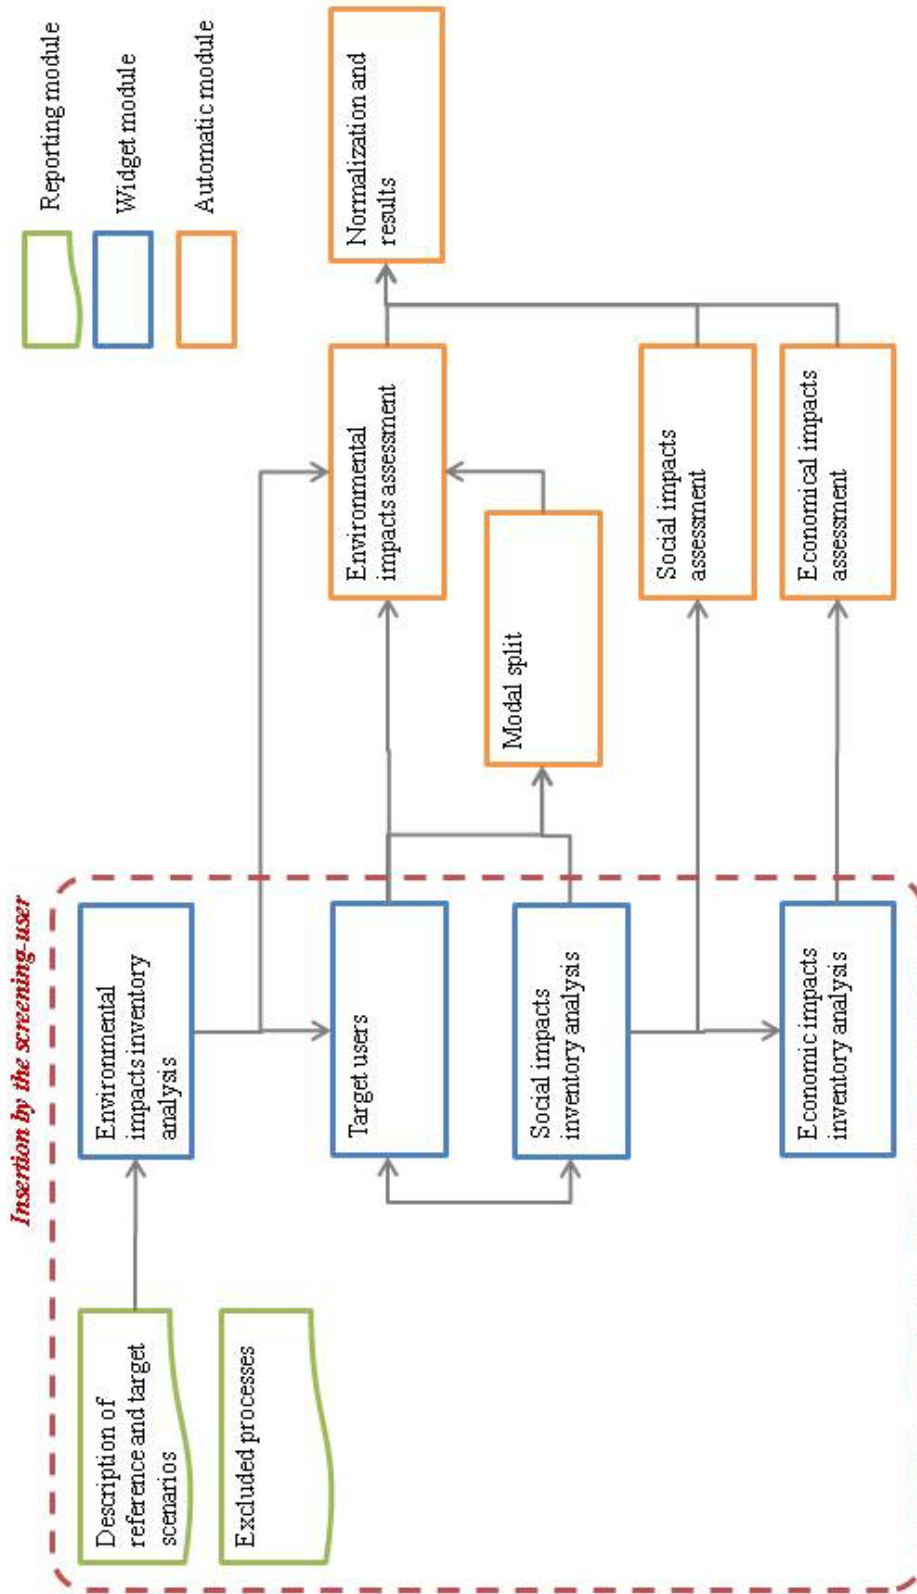 Insertion by the screening-user
Description of
reference and target
scenarios
Excluded processes
Environmental
impacts inventory
analysis
Target users
Social impacts
inventory analysis
Economic impacts
inventory analysis
Environmental
impacts assessment
Modal split
Social impacts
assessment
Economical impacts
assessment
Normalization and
results
Reporting module
Widget module
Automatic module